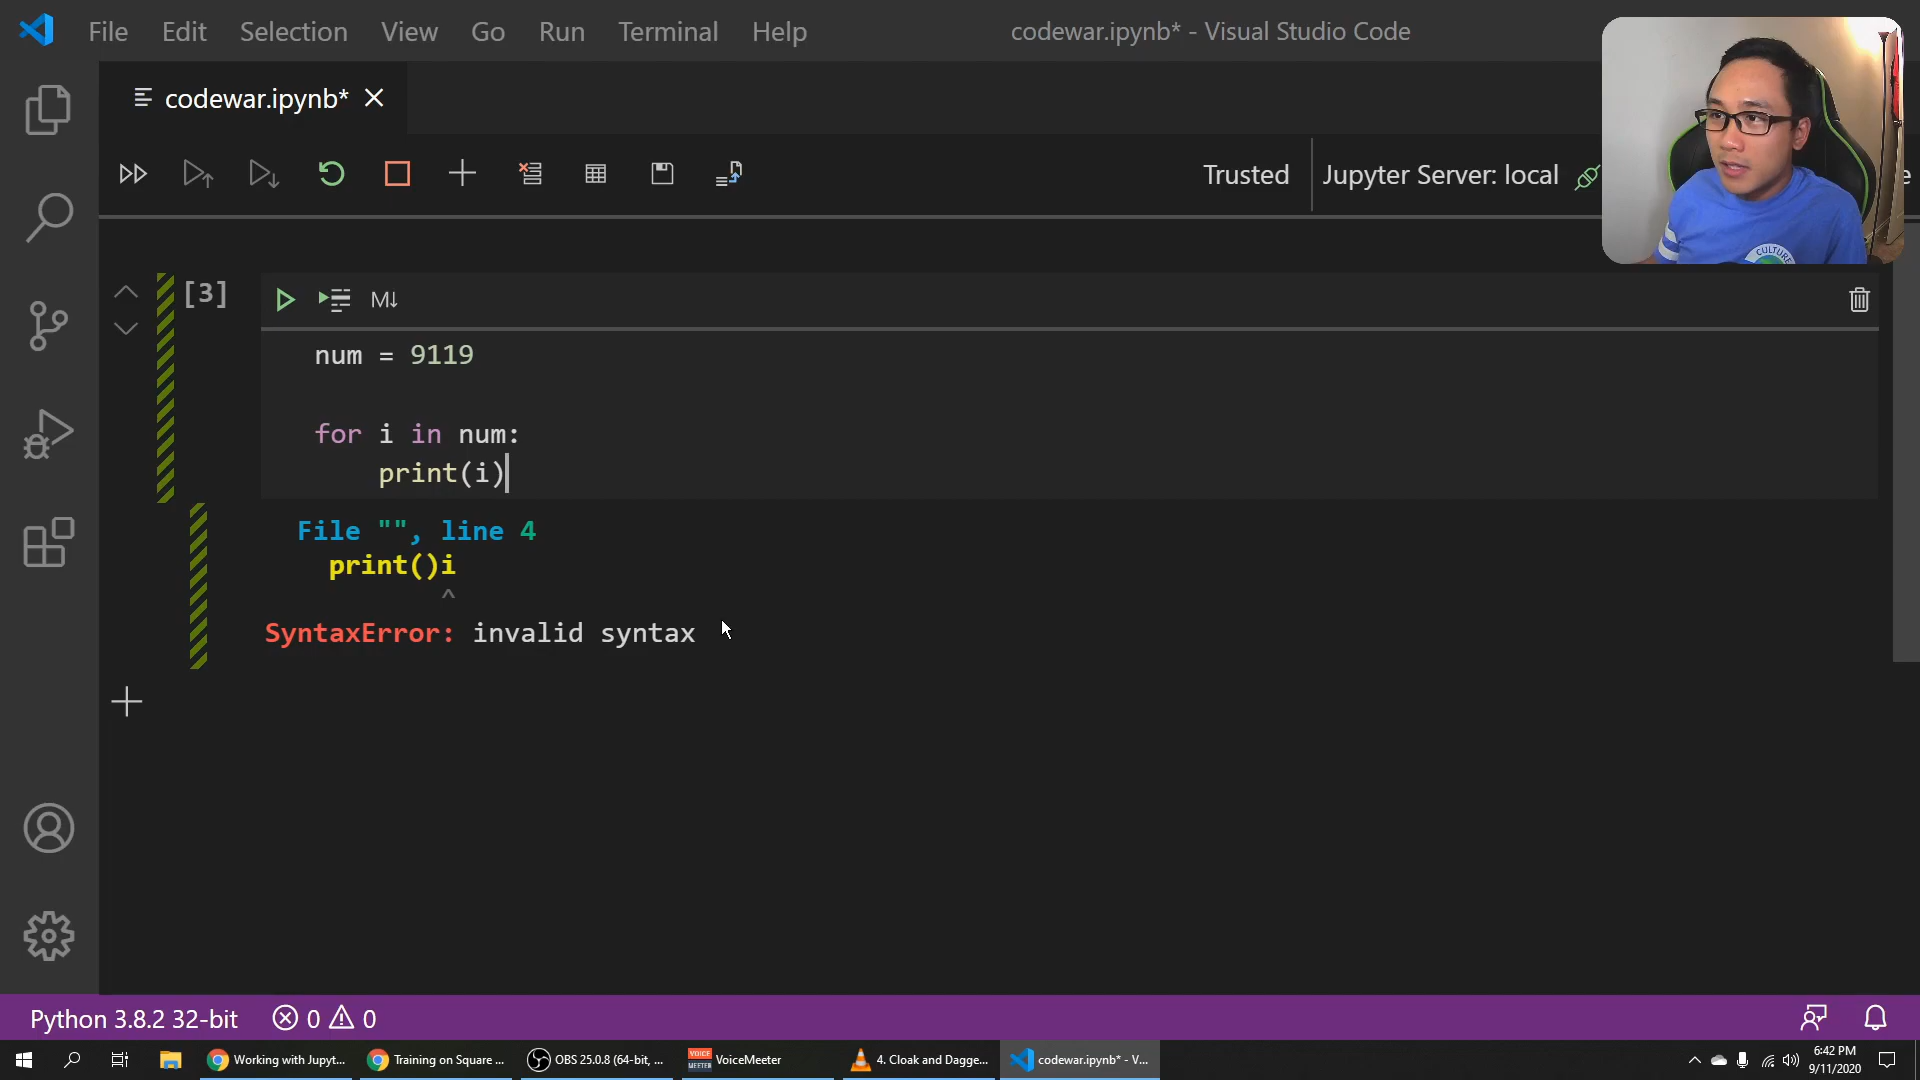 File Edit Selection View Go Run Terminal Help codewar.ipynb* - Visual Studio Code
codewar.ipynb*
Trusted Jupyter Server: local
[3] M↓
num = 9119
for i in num:
print(i)
File "", line 4
print()i
^
SyntaxError: invalid syntax
CULTURE
Python 3.8.2 32-bit 0 0
Working with Jupyt... Training on Square ... OBS 25.0.8 (64-bit, ... VOICE MEETER VoiceMeeter 4. Cloak and Dagge... codewar.ipynb* - V...
6:42 PM
9/11/2020